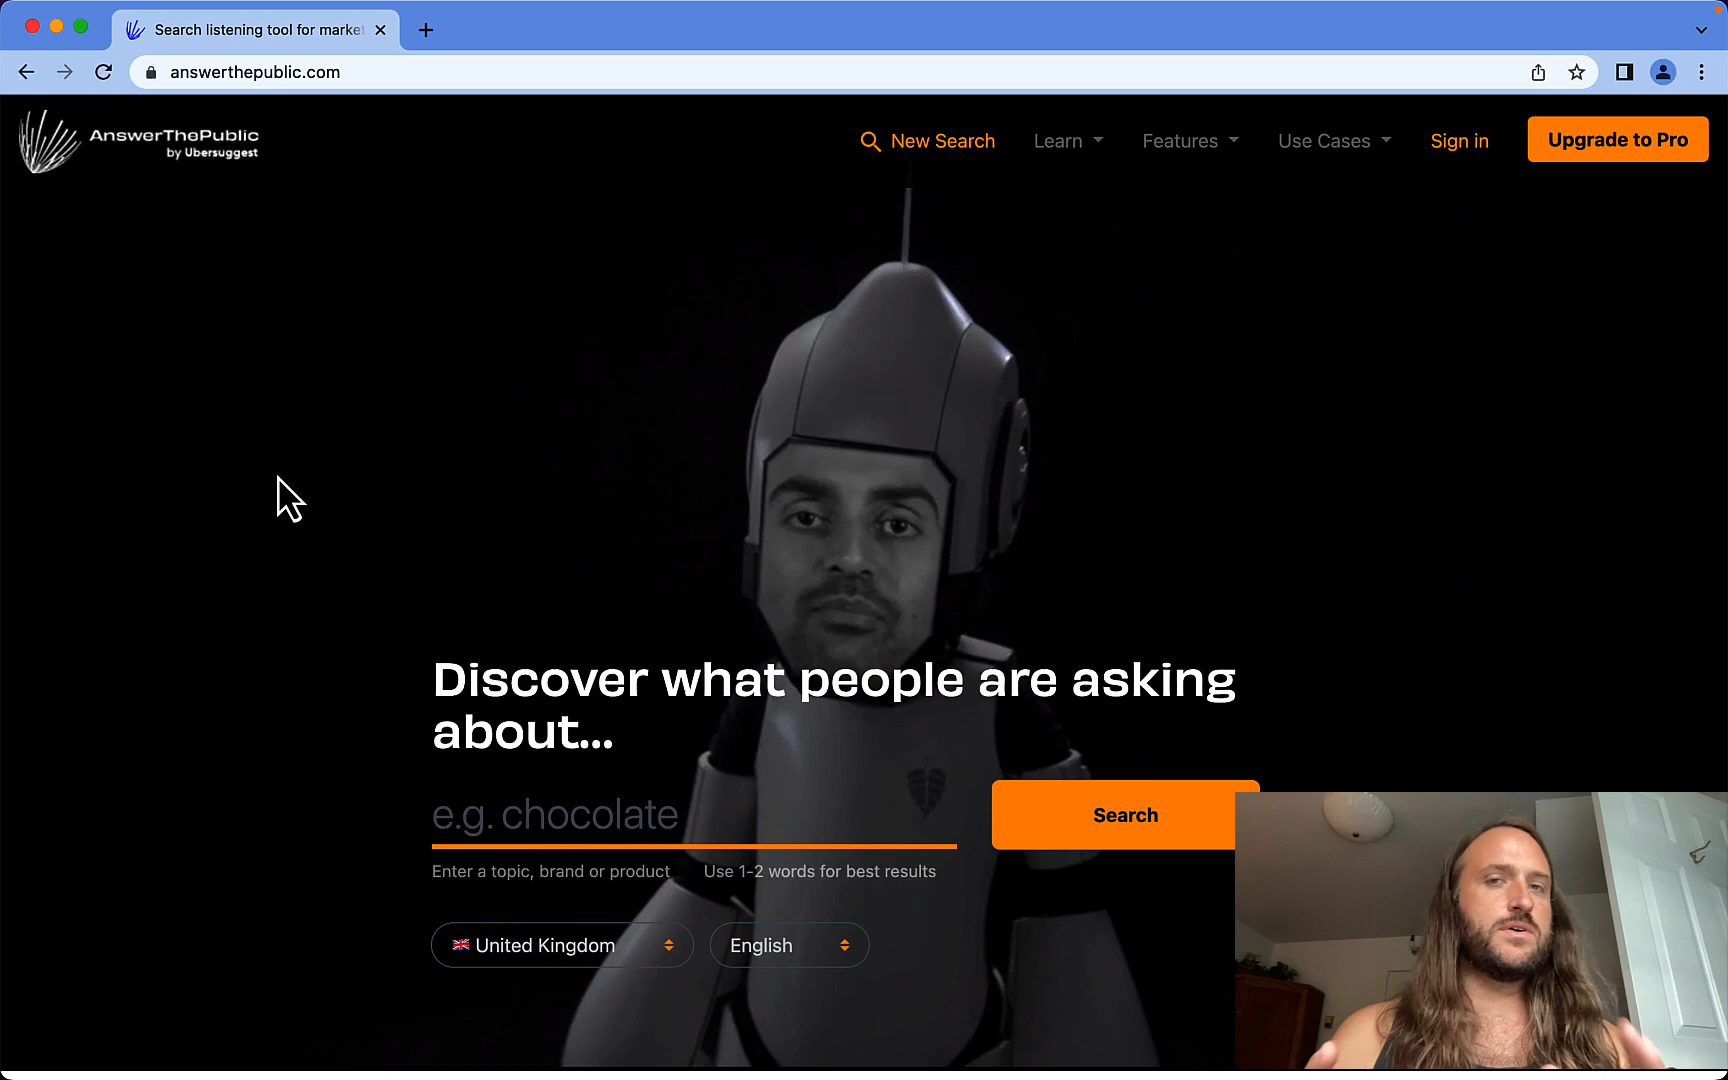 Search listening tool for market
answerthepublic.com
AnswerThePublic
by Ubersuggest
New Search
Learn
Features
Use Cases
Sign in
Upgrade to Pro
Discover what people are asking
about...
e.g. chocolate
Search
Enter a topic, brand or product
Use 1-2 words for best results
United Kingdom
English